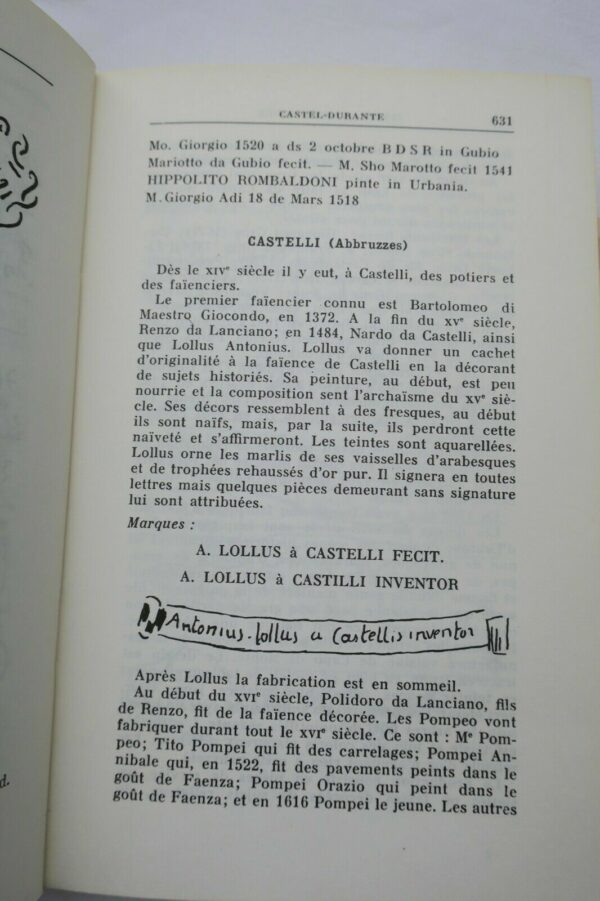 CASTEL-DURANTE 631
Mo. Giorgio 1520 a ds 2 octobre B D S R in Gubio
Mariotto da Gubio fecit. — M. Sho Marotto fecit 1541
HIPPOLITO ROMBALDONI pinte in Urbania.
M. Giorgio Adi 18 de Mars 1518
CASTELLI (Abbruzzes)
Dès le XIVe siècle il y eut, à Castelli, des potiers et
des faïenciers.
Le premier faïencier connu est Bartolomeo di
Maestro Giocondo, en 1372. A la fin du XVe siècle,
Renzo da Lanciano; en 1484, Nardo da Castelli, ainsi
que Lollus Antonius. Lollus va donner un cachet
d'originalité à la faïence de Castelli en la décorant
de sujets historiés. Sa peinture, au début, est peu
nourrie et la composition sent l'archaïsme du XVe siè-
cle. Ses décors ressemblent à des fresques, au début
ils sont naïfs, mais, par la suite, ils perdront cette
naïveté et s'affirmeront. Les teintes sont aquarellées.
Lollus orne les marlis de ses vaisselles d'arabesques
et de trophées rehaussés d'or pur. Il signera en toutes
lettres mais quelques pièces demeurant sans signature
lui sont attribuées.
Marques :
A. LOLLUS à CASTELLI FECIT.
A. LOLLUS à CASTILLI INVENTOR
Antonius-lollus a Castellis inventor
Après Lollus la fabrication est en sommeil.
Au début du XVIe siècle, Polidoro da Lanciano, fils
de Renzo, fit de la faïence décorée. Les Pompeo vont
fabriquer durant tout le XVIe siècle. Ce sont : Me Pom-
peo; Tito Pompei qui fit des carrelages; Pompei An-
nibale qui, en 1522, fit des pavements peints dans le
goût de Faenza; Pompei Orazio qui peint dans le
goût de Faenza; et en 1616 Pompei le jeune. Les autres
d.